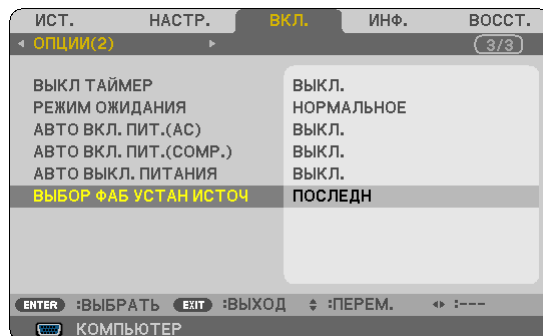 ИСТ. НАСТР. ВКЛ. ИНФ. ВОССТ.
ОПЦИИ(2) 3/3
ВЫКЛ ТАЙМЕР ВЫКЛ.
РЕЖИМ ОЖИДАНИЯ НОРМАЛЬНОЕ
АВТО ВКЛ. ПИТ.(AC) ВЫКЛ.
АВТО ВКЛ. ПИТ.(COMP.) ВЫКЛ.
АВТО ВЫКЛ. ПИТАНИЯ ВЫКЛ.
ВЫБОР ФАБ УСТАН ИСТОЧ ПОСЛЕДН
ENTER :ВЫБРАТЬ EXIT :ВЫХОД :ПЕРЕМ. :---
КОМПЬЮТЕР